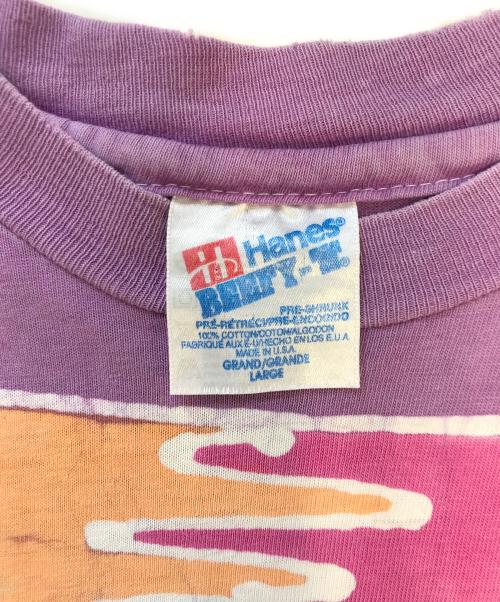 Hanes®
BEEFY-T®
PRE-SHRUNK
PRÉ-RÉTRÉCI/PRE-ENCOGIDO
100% COTTON/COTON/ALGODON
FABRIQUE AUX É-U/HECHO EN LOS E.U.A.
MADE IN U.S.A.
GRAND/GRANDE
LARGE